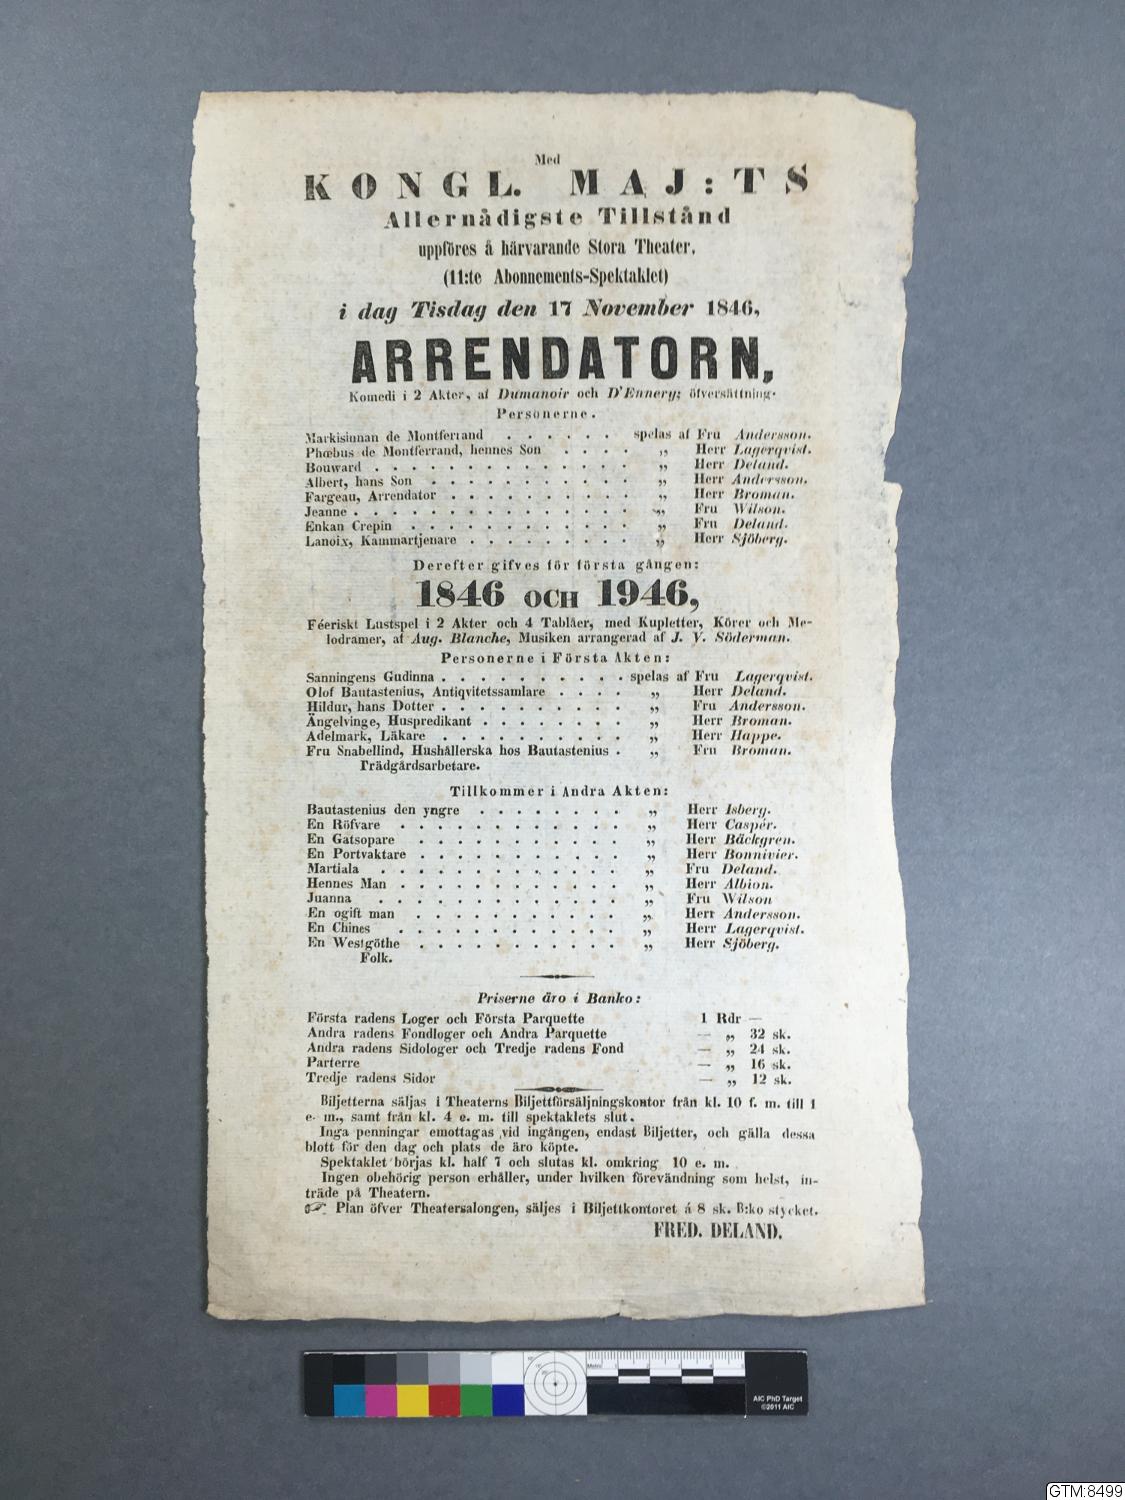 Med
KONGL. MAJ:TS
Allernådigste Tillstånd
uppföres å härvarande Stora Theater,
(11:te Abonnements-Spektaklet)
i dag Tisdag den 17 November 1846,
ARRENDATORN,
Komedi i 2 Akter, af Dumanoir och D'Ennery; öfversättning.
Personerne.
Markisinnan de Montferrand . . . . . . spelas af Fru Andersson.
Phœbus de Montferrand, hennes Son . . . . „ Herr Lagerqvist.
Bouward . . . . . . . . . . . . . . „ Herr Deland.
Albert, hans Son . . . . . . . . . . . „ Herr Andersson.
Fargeau, Arrendator . . . . . . . . . . „ Herr Broman.
Jeanne . . . . . . . . . . . . . . . „ Fru Wilson.
Enkan Crepin . . . . . . . . . . . . „ Fru Deland.
Lanoix, Kammartjenare . . . . . . . . . „ Herr Sjöberg.
Derefter gifves för första gången:
1846 OCH 1946,
Féeriskt Lustspel i 2 Akter och 4 Tablåer, med Kupletter, Körer och Me-
lodramer, af Aug. Blanche, Musiken arrangerad af J. V. Söderman.
Personerne i Första Akten:
Sanningens Gudinna . . . . . . . . . . spelas af Fru Lagerqvist.
Olof Bautastenius, Antiqvitetssamlare . . . . „ Herr Deland.
Hildur, hans Dotter . . . . . . . . . . „ Fru Andersson.
Ängelvinge, Huspredikant . . . . . . . . „ Herr Broman.
Adelmark, Läkare . . . . . . . . . . „ Herr Happe.
Fru Snabellind, Hushållerska hos Bautastenius . „ Fru Broman.
Trädgårdsarbetare.
Tillkommer i Andra Akten:
Bautastenius den yngre . . . . . . . . „ Herr Isberg.
En Röfvare . . . . . . . . . . . . „ Herr Caspér.
En Gatsopare . . . . . . . . . . . „ Herr Bäckgren.
En Portvaktare . . . . . . . . . . . „ Herr Bonnivier.
Martiala . . . . . . . . . . . . . „ Fru Deland.
Hennes Man . . . . . . . . . . . . „ Herr Albion.
Juanna . . . . . . . . . . . . . „ Fru Wilson
En ogift man . . . . . . . . . . . „ Herr Andersson.
En Chines . . . . . . . . . . . . „ Herr Lagerqvist.
En Westgöthe . . . . . . . . . . . „ Herr Sjöberg.
Folk.
Priserne äro i Banko:
Första radens Loger och Första Parquette 1 Rdr —
Andra radens Fondloger och Andra Parquette — „ 32 sk.
Andra radens Sidologer och Tredje radens Fond — „ 24 sk.
Parterre — „ 16 sk.
Tredje radens Sidor — „ 12 sk.
Biljetterna säljas i Theaterns Biljettförsäljningskontor från kl. 10 f. m. till 1
e. m., samt från kl. 4 e. m. till spektaklets slut.
Inga penningar emottagas vid ingången, endast Biljetter, och gälla dessa
blott för den dag och plats de äro köpte.
Spektaklet börjas kl. half 7 och slutas kl. omkring 10 e. m.
Ingen obehörig person erhåller, under hvilken förevändning som helst, in-
träde på Theatern.
☞ Plan öfver Theatersalongen, säljes i Biljettkontoret á 8 sk. B:ko stycket.
FRED. DELAND.
Metric 1 2 3 4 5
AIC PhD Target
©2011 AIC
GTM:8499